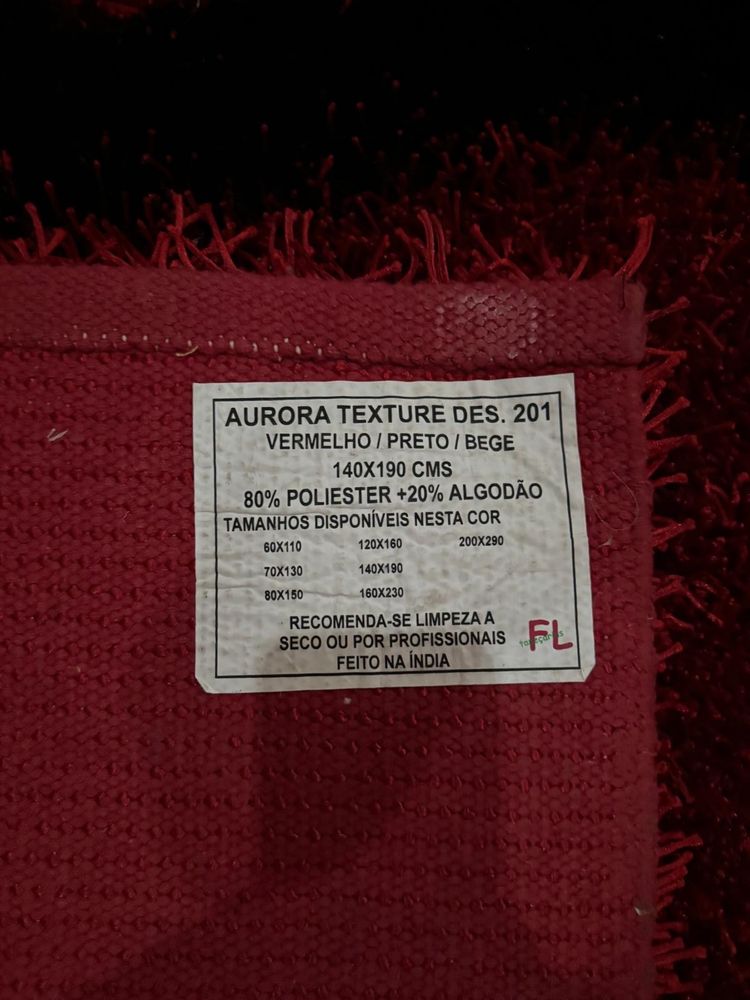 AURORA TEXTURE DES. 201
VERMELHO / PRETO / BEGE
140X190 CMS
80% POLIESTER +20% ALGODÃO
TAMANHOS DISPONÍVEIS NESTA COR
60X110 120X160 200X290
70X130 140X190
80X150 160X230
RECOMENDA-SE LIMPEZA A
SECO OU POR PROFISSIONAIS
FEITO NA ÍNDIA
FL